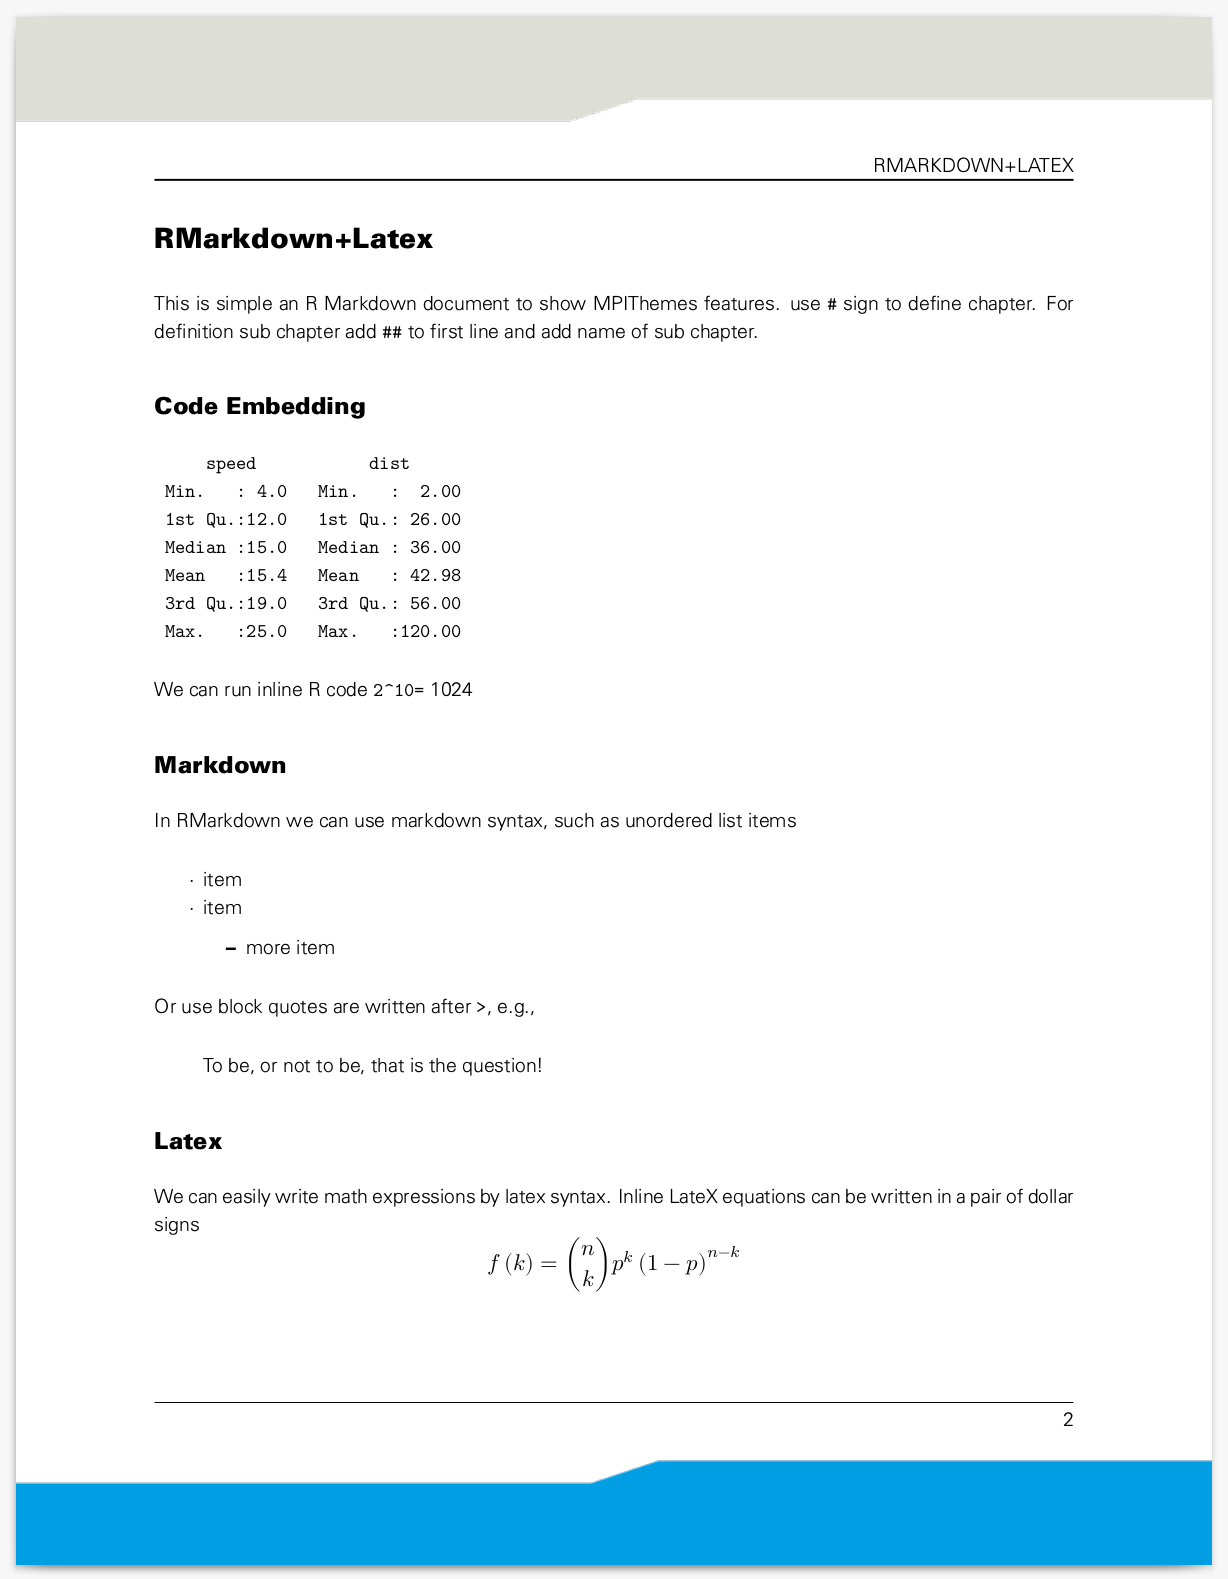 RMARKDOWN+LATEX
RMarkdown+Latex
This is simple an R Markdown document to show MPIThemes features. use # sign to define chapter. For
definition sub chapter add ## to first line and add name of sub chapter.
Code Embedding
     speed           dist
 Min.   : 4.0   Min.   :  2.00
 1st Qu.:12.0   1st Qu.: 26.00
 Median :15.0   Median : 36.00
 Mean   :15.4   Mean   : 42.98
 3rd Qu.:19.0   3rd Qu.: 56.00
 Max.   :25.0   Max.   :120.00
We can run inline R code 2^10= 1024
Markdown
In RMarkdown we can use markdown syntax, such as unordered list items
· item
· item
– more item
Or use block quotes are written after >, e.g.,
To be, or not to be, that is the question!
Latex
We can easily write math expressions by latex syntax. Inline LateX equations can be written in a pair of dollar
signs
f (k) = \binom{n}{k} p^k (1 − p)^{n−k}
2